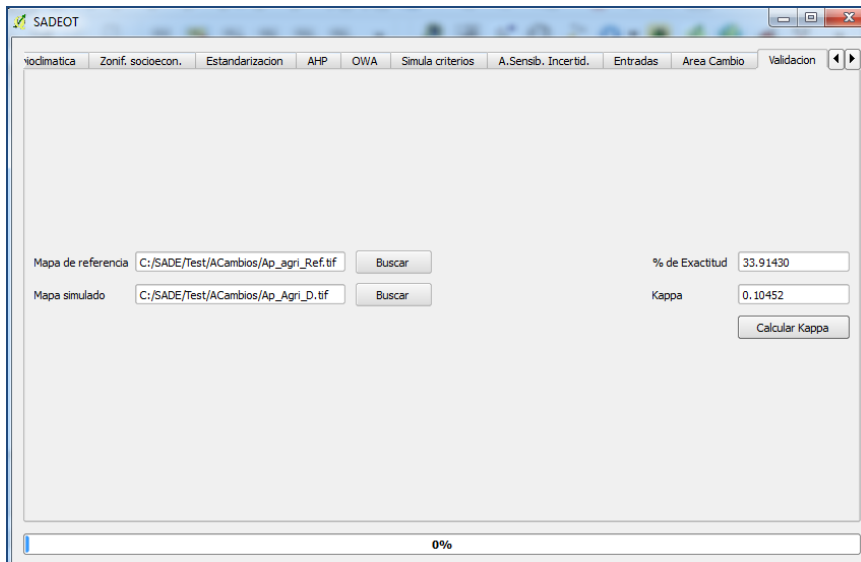 SADEOT
vioclimatica Zonif. socioecon. Estandarizacion AHP OWA Simula criterios A.Sensib. Incertid. Entradas Area Cambio Validacion
Mapa de referencia C:/SADE/Test/ACambios/Ap_agri_Ref.tif Buscar % de Exactitud 33.91430
Mapa simulado C:/SADE/Test/ACambios/Ap_Agri_D.tif Buscar Kappa 0.10452
Calcular Kappa
0%